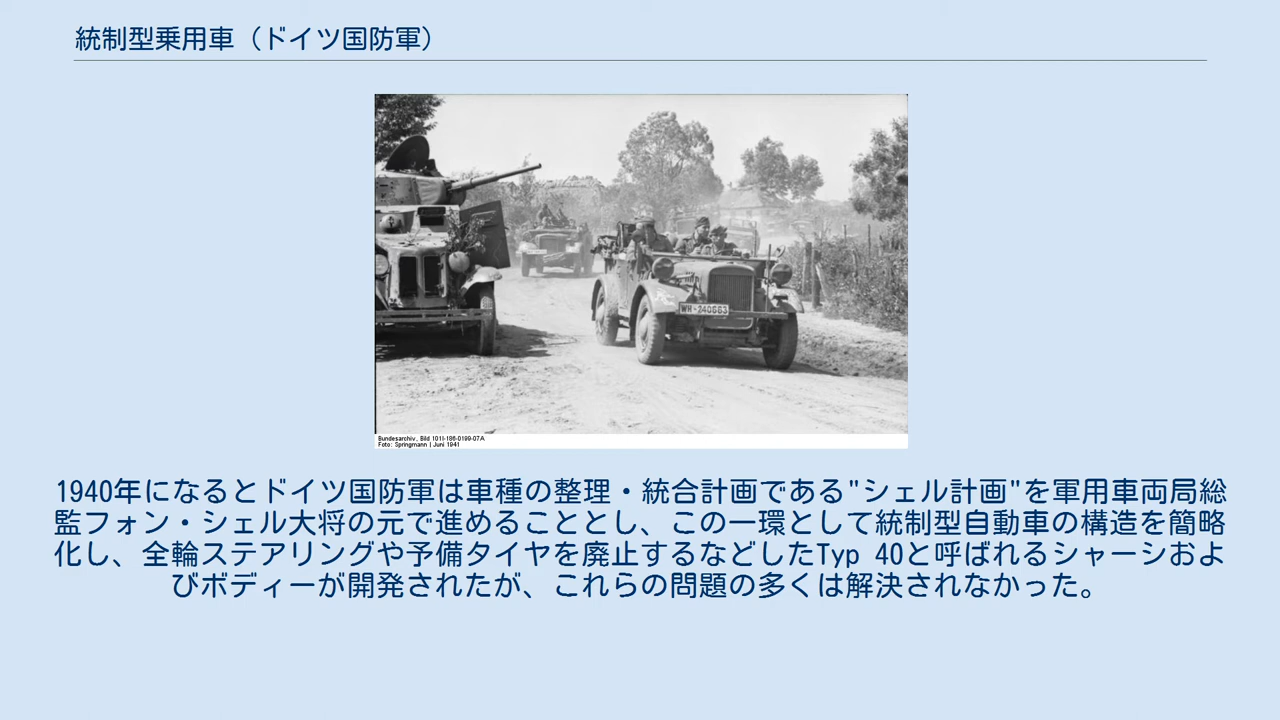 統制型乗用車（ドイツ国防軍）
WH-240663
Bundesarchiv, Bild 101I-186-0199-07A
Foto: Springmann | Juni 1941
1940年になるとドイツ国防軍は車種の整理・統合計画である"シェル計画"を軍用車両局総
監フォン・シェル大将の元で進めることとし、この一環として統制型自動車の構造を簡略
化し、全輪ステアリングや予備タイヤを廃止するなどしたTyp 40と呼ばれるシャーシおよ
びボディーが開発されたが、これらの問題の多くは解決されなかった。